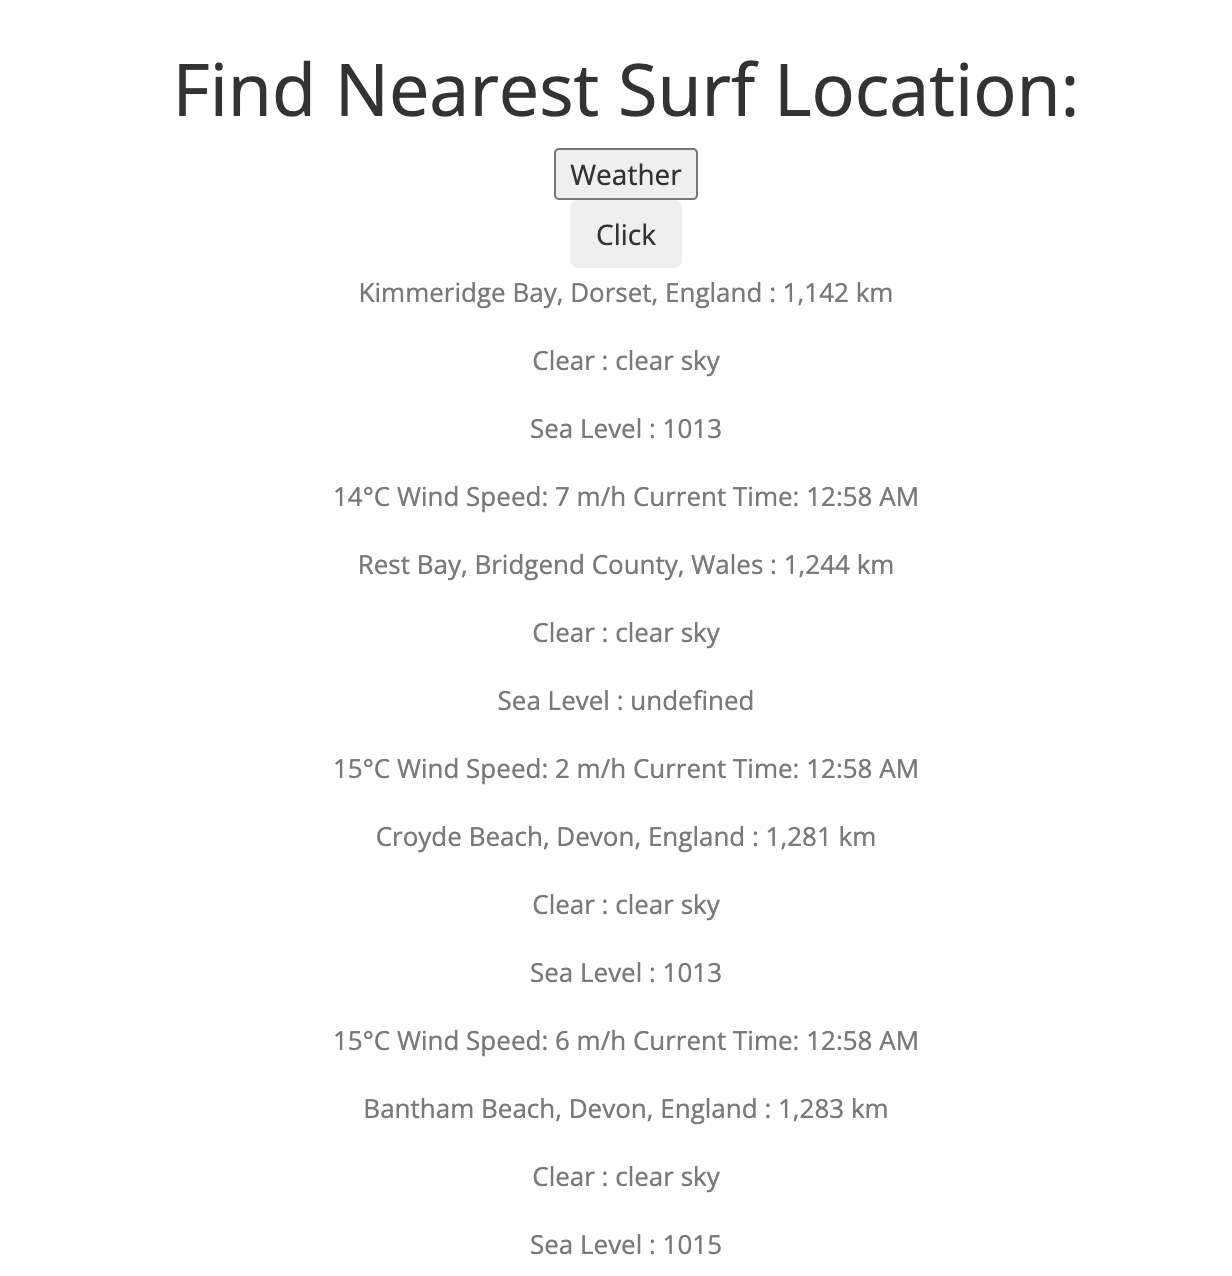 Find Nearest Surf Location:
Weather
Click
Kimmeridge Bay, Dorset, England : 1,142 km
Clear : clear sky
Sea Level : 1013
14°C Wind Speed: 7 m/h Current Time: 12:58 AM
Rest Bay, Bridgend County, Wales : 1,244 km
Clear : clear sky
Sea Level : undefined
15°C Wind Speed: 2 m/h Current Time: 12:58 AM
Croyde Beach, Devon, England : 1,281 km
Clear : clear sky
Sea Level : 1013
15°C Wind Speed: 6 m/h Current Time: 12:58 AM
Bantham Beach, Devon, England : 1,283 km
Clear : clear sky
Sea Level : 1015